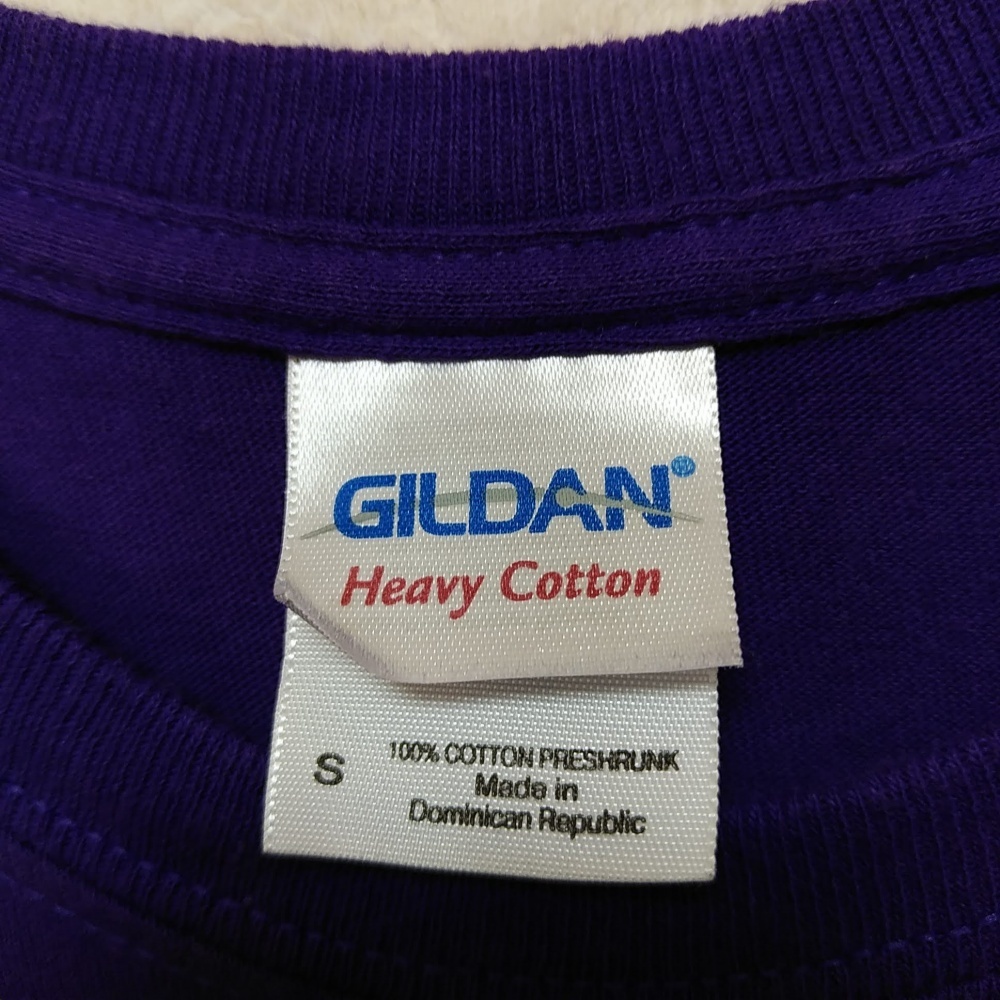 GILDAN®
Heavy Cotton
S
100% COTTON PRESHRUNK
Made in
Dominican Republic